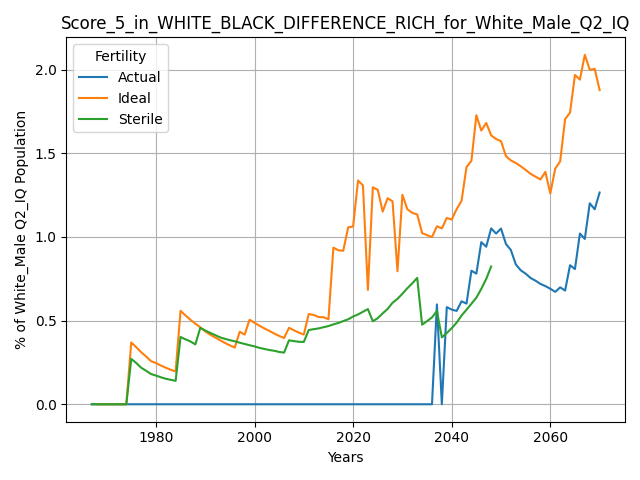 Score_5_in_WHITE_BLACK_DIFFERENCE_RICH_for_White_Male_Q2_IQ
Fertility
Actual
Ideal
Sterile
% of White_Male Q2_IQ Population
2.0
1.5
1.0
0.5
0.0
1980 2000 2020 2040 2060
Years